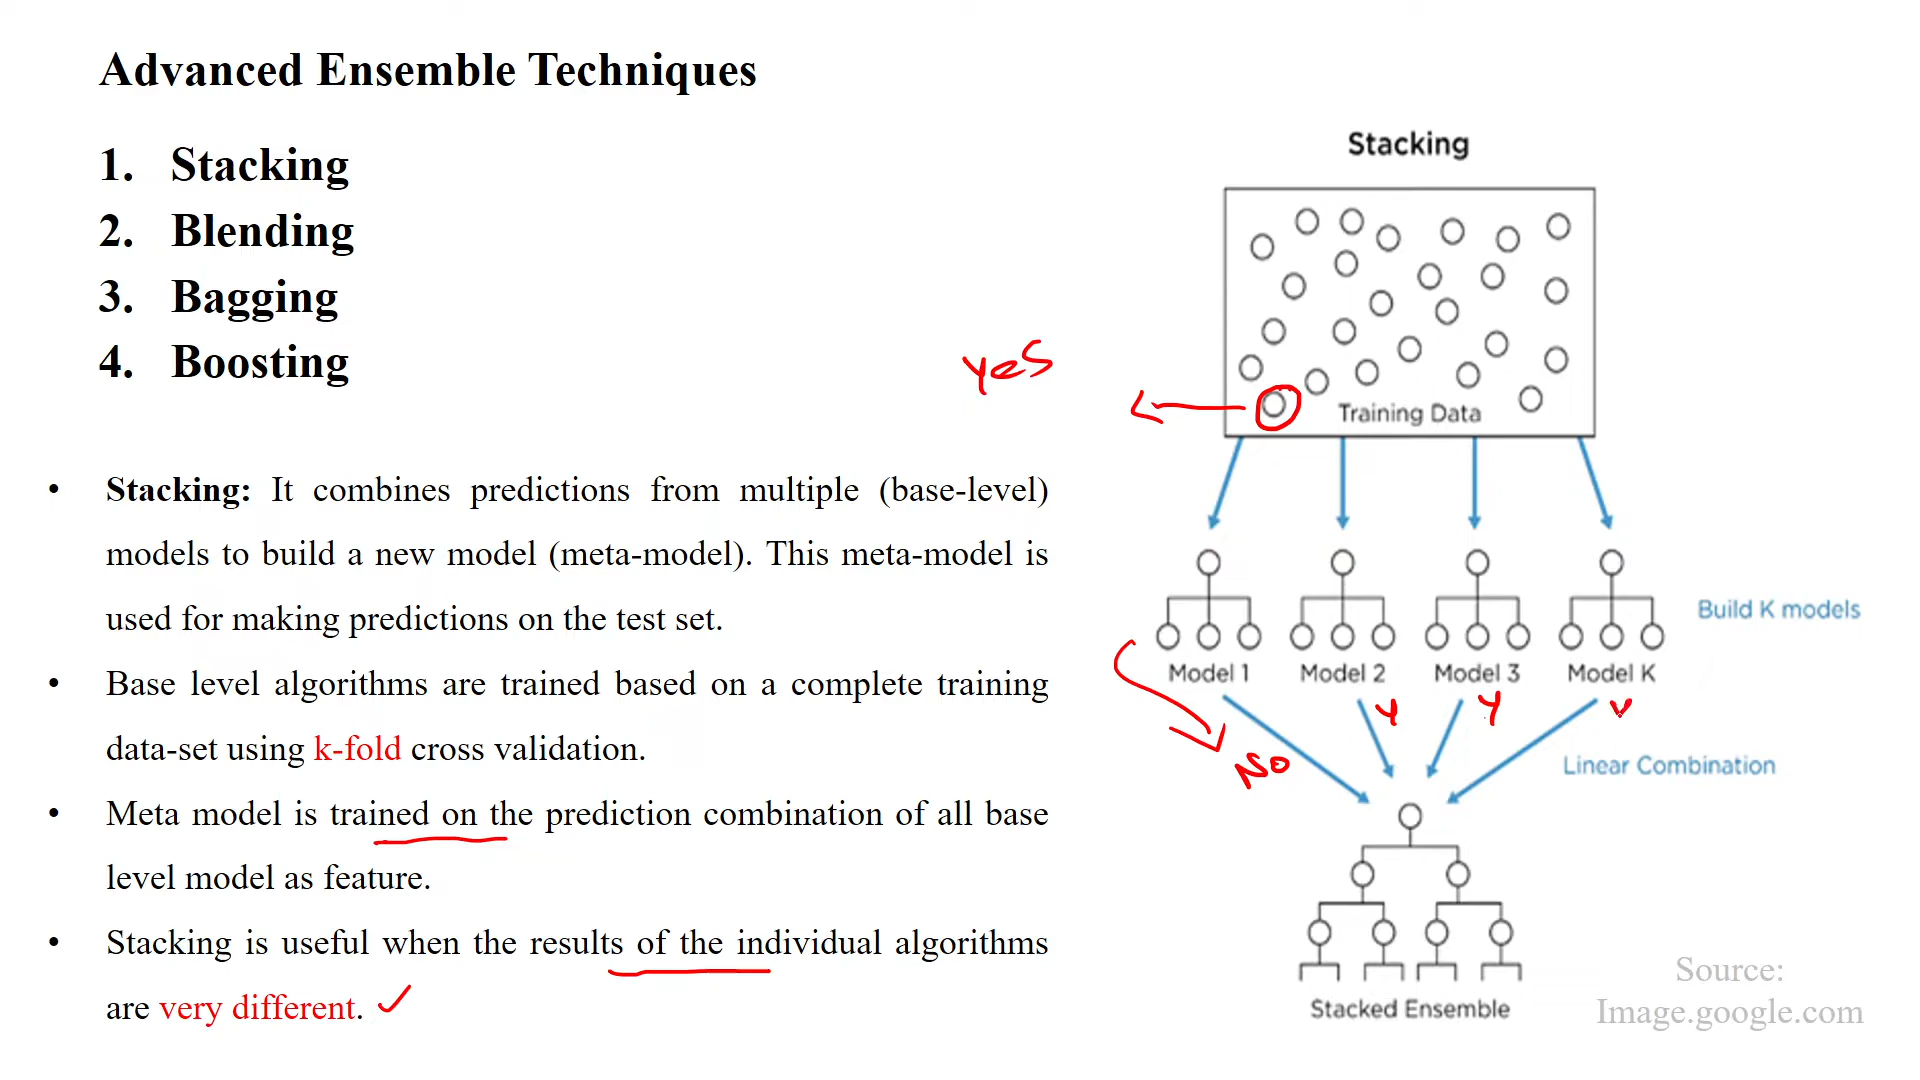 Advanced Ensemble Techniques
1. Stacking
2. Blending
3. Bagging
4. Boosting
• Stacking: It combines predictions from multiple (base-level)
models to build a new model (meta-model). This meta-model is
used for making predictions on the test set.
• Base level algorithms are trained based on a complete training
data-set using k-fold cross validation.
• Meta model is trained on the prediction combination of all base
level model as feature.
• Stacking is useful when the results of the individual algorithms
are very different.
Stacking
yes
Training Data
Build K models
Model 1 Model 2 Model 3 Model K
Y Y
No
Linear Combination
Stacked Ensemble
Source:
Image.google.com